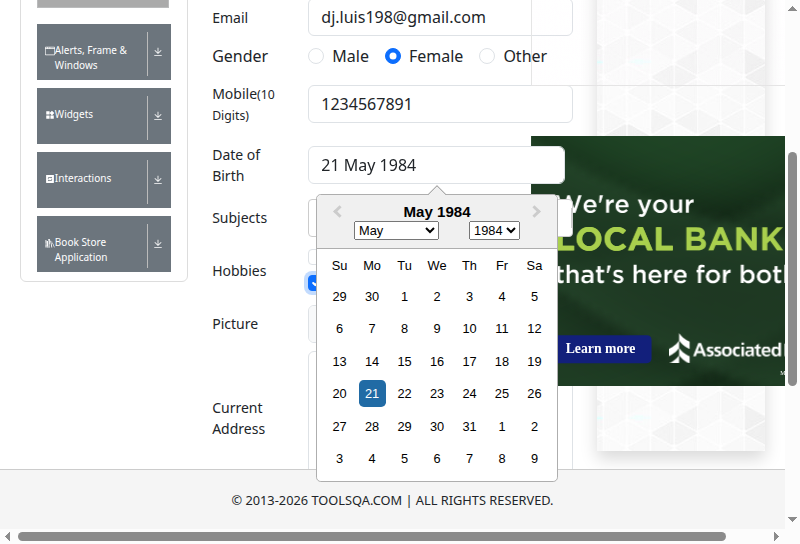 Email
dj.luis198@gmail.com
Gender
Male
Female
Other
Mobile(10
Digits)
1234567891
Date of
Birth
21 May 1984
Subjects
Hobbies
Picture
Current
Address
May 1984
May
1984
Su Mo Tu We Th Fr Sa
29 30 1 2 3 4 5
6 7 8 9 10 11 12
13 14 15 16 17 18 19
20 21 22 23 24 25 26
27 28 29 30 31 1 2
3 4 5 6 7 8 9
Alerts, Frame &
Windows
Widgets
Interactions
Book Store
Application
We're your
LOCAL BANK
that's here for
Learn more
Associated
© 2013-2026 TOOLSQA.COM | ALL RIGHTS RESERVED.